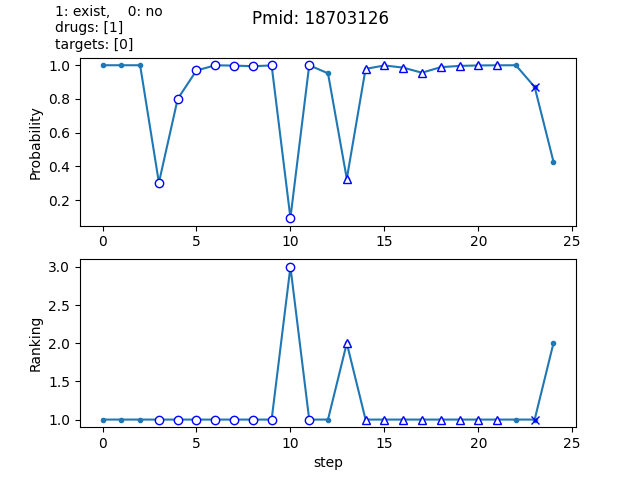 1: exist,    0: no
drugs: [1]
targets: [0]
Pmid: 18703126
1.0
0.8
0.6
0.4
0.2
Probability
0 5 10 15 20 25
3.0
2.5
2.0
1.5
1.0
Ranking
0 5 10 15 20 25
step